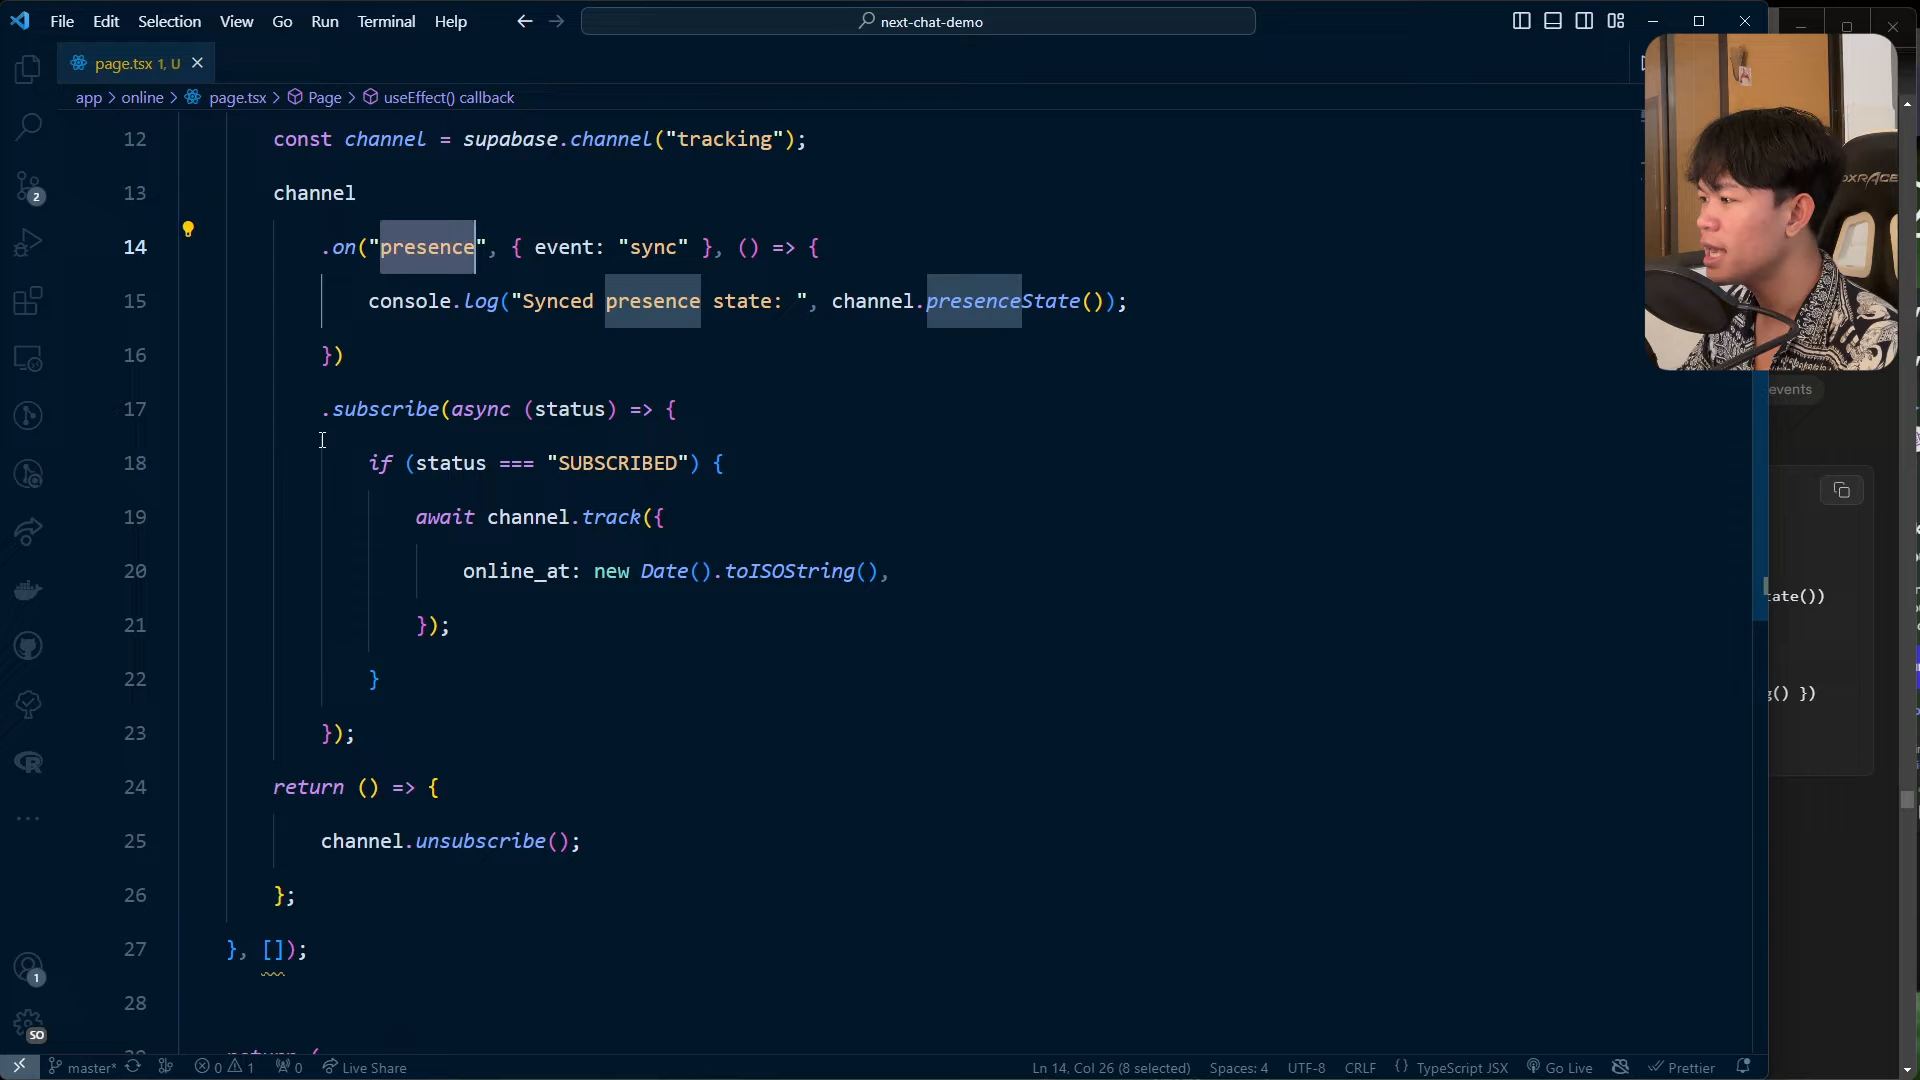 File Edit Selection View Go Run Terminal Help
next-chat-demo
page.tsx 1, U
app > online > page.tsx > Page > useEffect() callback
12 const channel = supabase.channel("tracking");
13 channel
14 .on("presence", { event: "sync" }, () => {
15 console.log("Synced presence state: ", channel.presenceState());
16 })
17 .subscribe(async (status) => {
18 if (status === "SUBSCRIBED") {
19 await channel.track({
20 online_at: new Date().toISOString(),
21 });
22 }
23 });
24 return () => {
25 channel.unsubscribe();
26 };
27 }, []);
28
events
tate())
() })
2
1
SO
master* 0 1 0 Live Share Ln 14, Col 26 (8 selected) Spaces: 4 UTF-8 CRLF {} TypeScript JSX Go Live Prettier